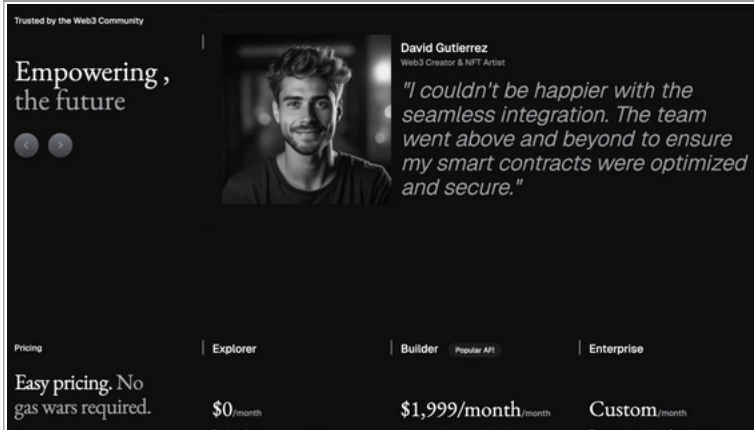 Trusted by the Web3 Community
Empowering ,
the future
David Gutierrez
Web3 Creator & NFT Artist
"I couldn't be happier with the
seamless integration. The team
went above and beyond to ensure
my smart contracts were optimized
and secure."
Pricing
Easy pricing. No
gas wars required.
Explorer
$0/month
Builder Popular AF!
$1,999/month/month
Enterprise
Custom/month